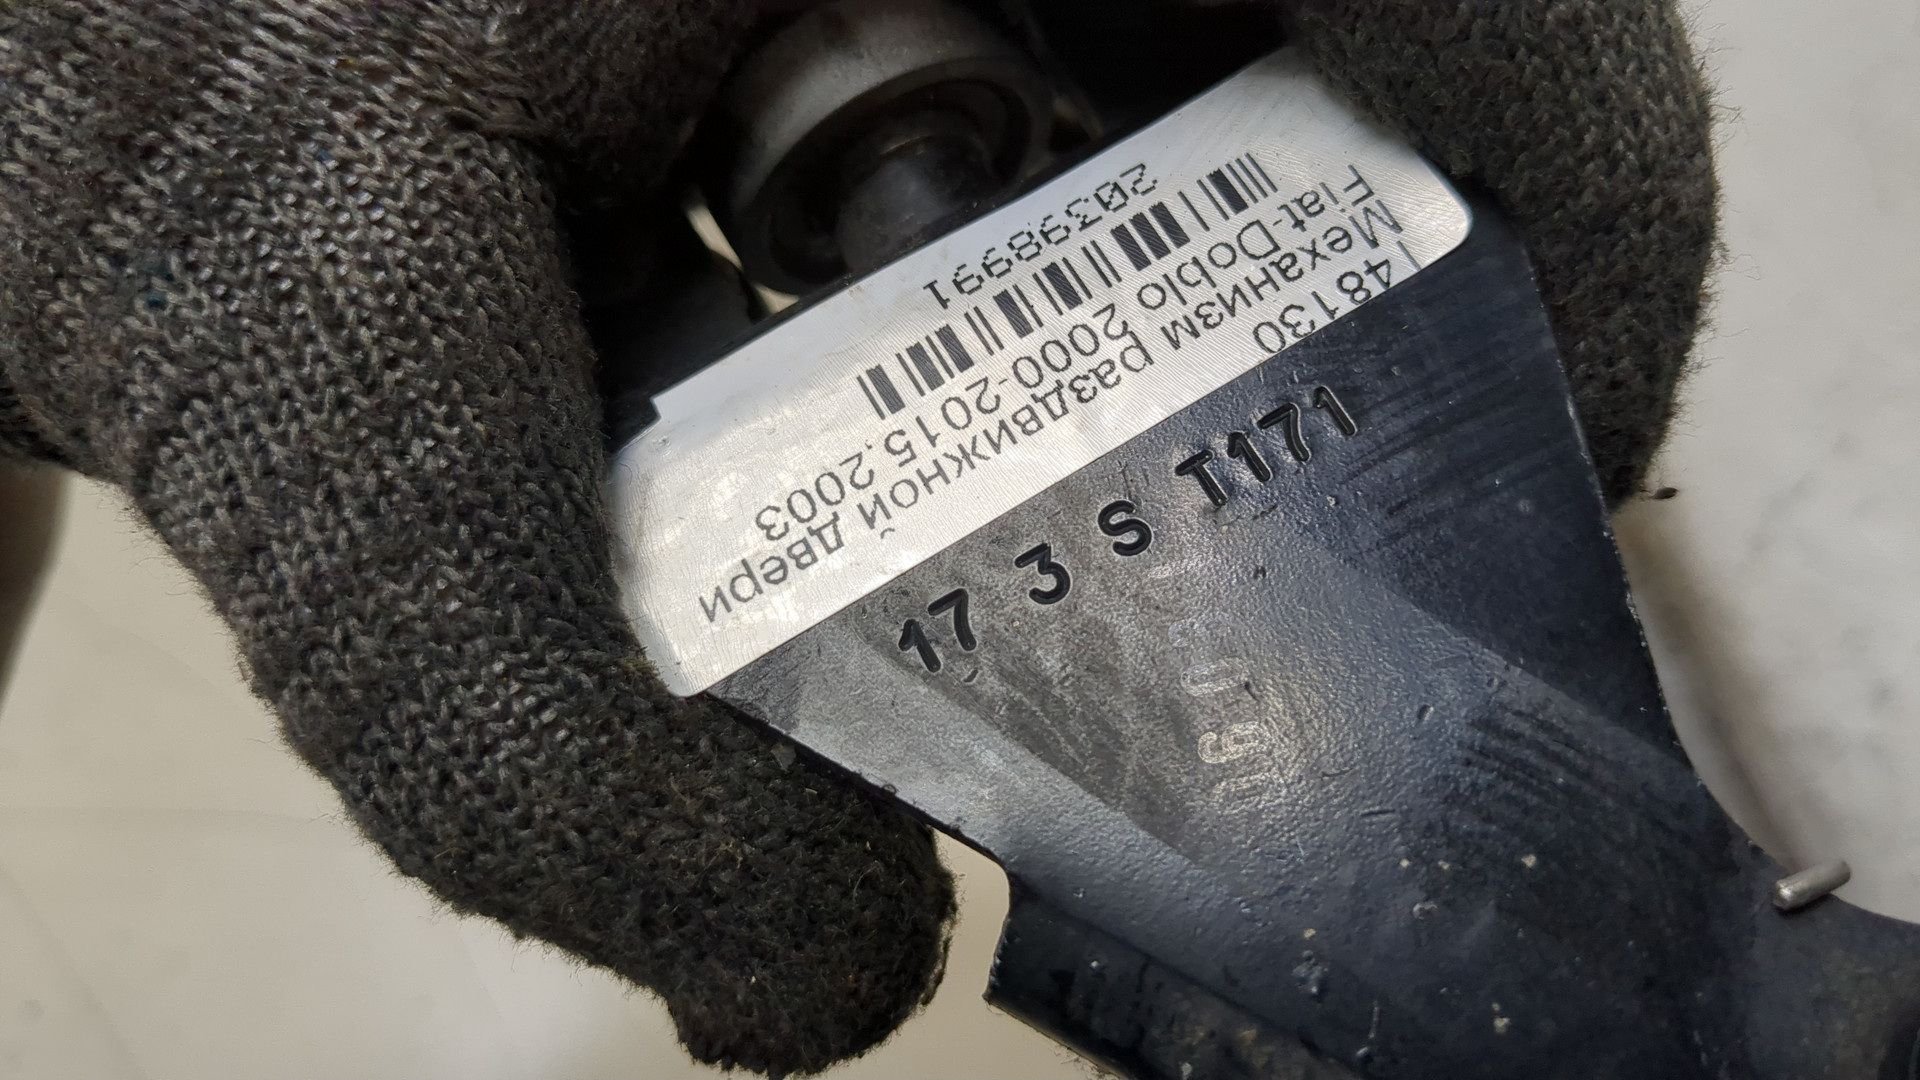 148130
Механизм раздвижной двери
Fiat-Doblo 2000-2015.2003
20398991
17 3 S T171